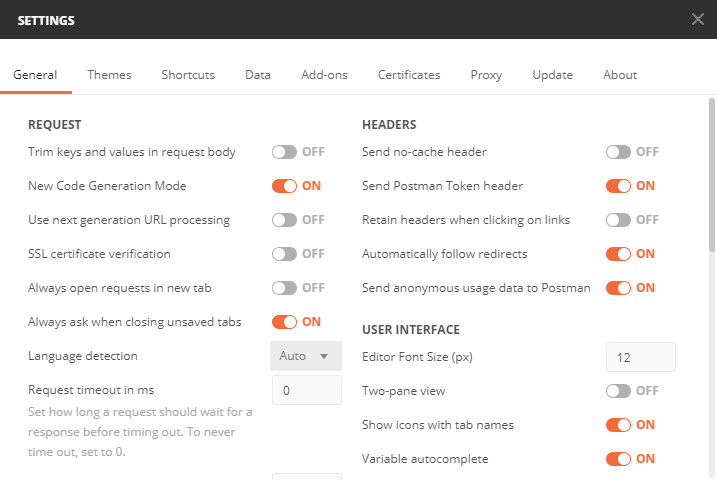 SETTINGS
General Themes Shortcuts Data Add-ons Certificates Proxy Update About
REQUEST
Trim keys and values in request body OFF
New Code Generation Mode ON
Use next generation URL processing OFF
SSL certificate verification OFF
Always open requests in new tab OFF
Always ask when closing unsaved tabs ON
Language detection Auto
Request timeout in ms 0
Set how long a request should wait for a
response before timing out. To never
time out, set to 0.
HEADERS
Send no-cache header OFF
Send Postman Token header ON
Retain headers when clicking on links OFF
Automatically follow redirects ON
Send anonymous usage data to Postman ON
USER INTERFACE
Editor Font Size (px) 12
Two-pane view OFF
Show icons with tab names ON
Variable autocomplete ON